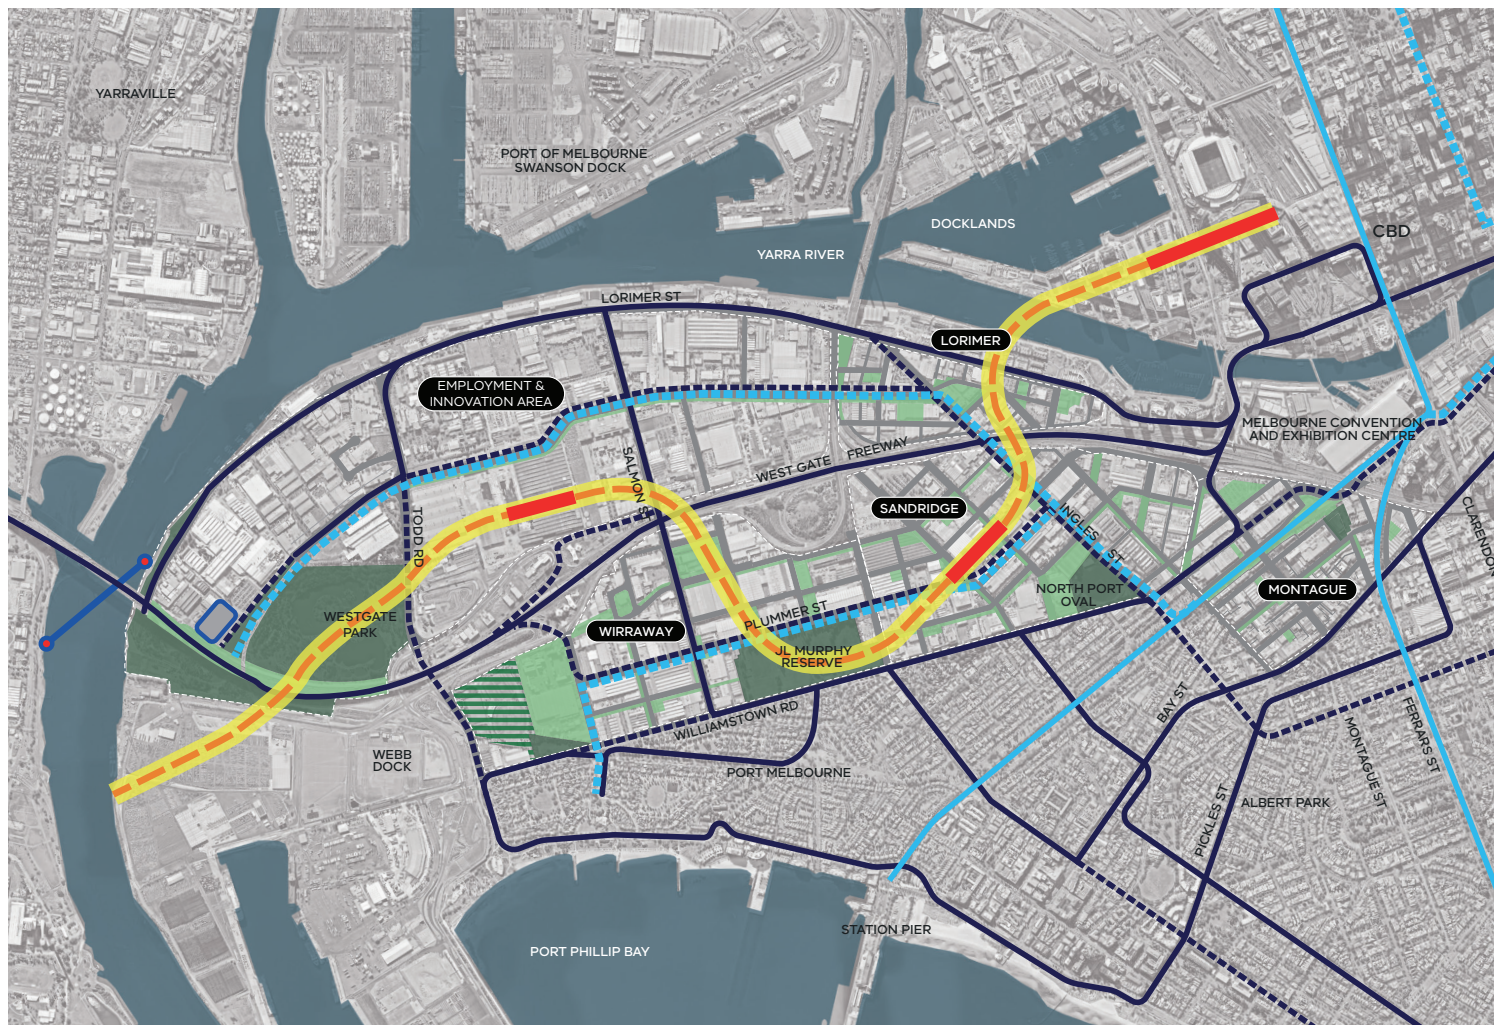 YARRAVILLE
PORT OF MELBOURNE
SWANSON DOCK
DOCKLANDS
CBD
YARRA RIVER
LORIMER ST
LORIMER
EMPLOYMENT &
INNOVATION AREA
MELBOURNE CONVENTION
AND EXHIBITION CENTRE
WEST GATE FREEWAY
SALMON ST
SANDRIDGE
TODD RD
INGLES ST
CLARENDON
NORTH PORT
OVAL
MONTAGUE
WESTGATE
PARK
PLUMMER ST
WIRRAWAY
JL MURPHY
RESERVE
BAY ST
WILLIAMSTOWN RD
FERRARS ST
MONTAGUE ST
WEBB
DOCK
PORT MELBOURNE
PICKLES ST
ALBERT PARK
STATION PIER
PORT PHILLIP BAY